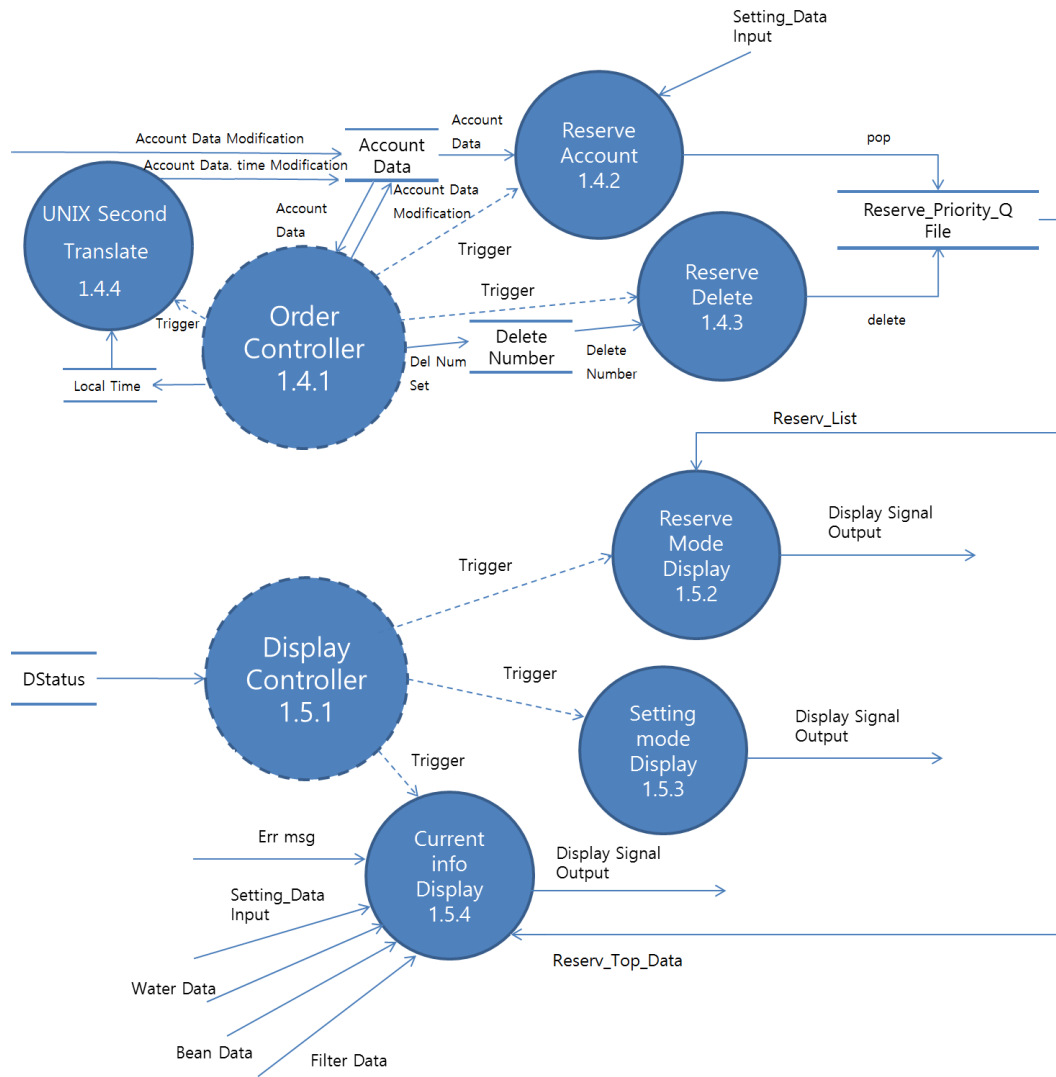 Setting_Data
Input
Account Data Modification
Account Data. time Modification
Account
Data
Account
Data
Reserve
Account
1.4.2
pop
Reserve_Priority_Q
File
UNIX Second
Translate
1.4.4
Account
Data
Account Data
Modification
Trigger
Trigger
Trigger
Order
Controller
1.4.1
Reserve
Delete
1.4.3
delete
Delete
Number
Del Num
Set
Delete
Number
Local Time
Reserv_List
Reserve
Mode
Display
1.5.2
Display Signal
Output
Trigger
Display
Controller
1.5.1
DStatus
Trigger
Setting
mode
Display
1.5.3
Display Signal
Output
Trigger
Err msg
Current
info
Display
1.5.4
Display Signal
Output
Setting_Data
Input
Reserv_Top_Data
Water Data
Bean Data
Filter Data